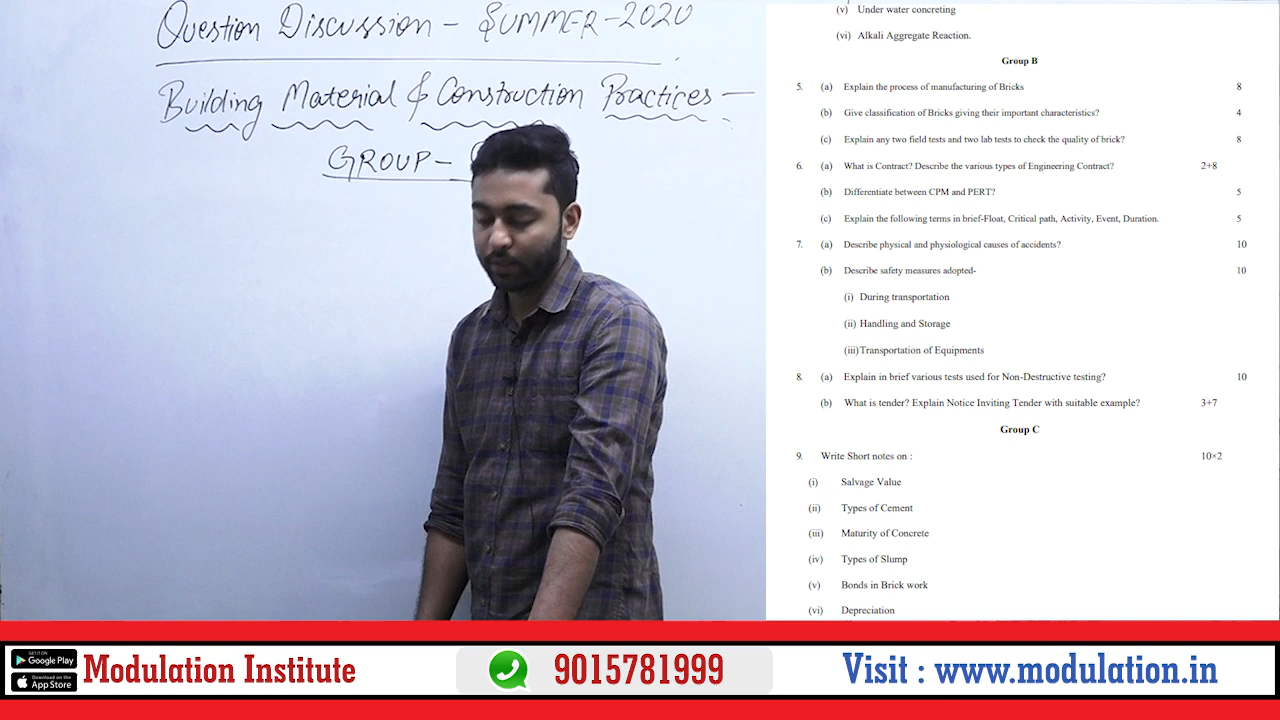 Question Discussion - SUMMER-2020
Building Material & Construction Practices -
GROUP-
(v) Under water concreting
(vi) Alkali Aggregate Reaction.
Group B
5. (a) Explain the process of manufacturing of Bricks 8
(b) Give classification of Bricks giving their important characteristics? 4
(c) Explain any two field tests and two lab tests to check the quality of brick? 8
6. (a) What is Contract? Describe the various types of Engineering Contract? 2+8
(b) Differentiate between CPM and PERT? 5
(c) Explain the following terms in brief-Float, Critical path, Activity, Event, Duration. 5
7. (a) Describe physical and physiological causes of accidents? 10
(b) Describe safety measures adopted- 10
(i) During transportation
(ii) Handling and Storage
(iii)Transportation of Equipments
8. (a) Explain in brief various tests used for Non-Destructive testing? 10
(b) What is tender? Explain Notice Inviting Tender with suitable example? 3+7
Group C
9. Write Short notes on : 10×2
(i) Salvage Value
(ii) Types of Cement
(iii) Maturity of Concrete
(iv) Types of Slump
(v) Bonds in Brick work
(vi) Depreciation
GET IT ON
Google Play
Download on the
App Store
Modulation Institute
9015781999
Visit : www.modulation.in